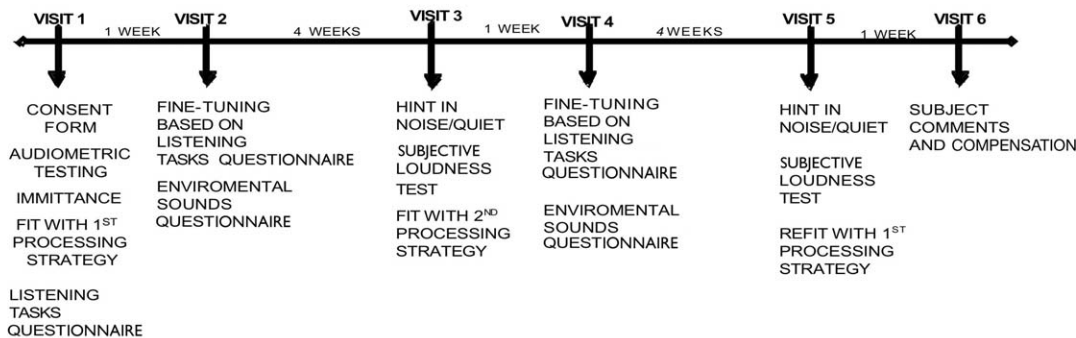 VISIT 1
VISIT 2
VISIT 3
VISIT 4
VISIT 5
VISIT 6
1 WEEK
4 WEEKS
1 WEEK
4 WEEKS
1 WEEK
CONSENT
FORM
AUDIOMETRIC
TESTING
IMMITTANCE
FIT WITH 1ST
PROCESSING
STRATEGY
LISTENING
TASKS
QUESTIONNAIRE
FINE-TUNING
BASED ON
LISTENING
TASKS QUESTIONNAIRE
ENVIROMENTAL
SOUNDS
QUESTIONNAIRE
HINT IN
NOISE/QUIET
SUBJECTIVE
LOUDNESS
TEST
FIT WITH 2ND
PROCESSING
STRATEGY
FINE-TUNING
BASED ON
LISTENING
TASKS
QUESTIONNAIRE
ENVIROMENTAL
SOUNDS
QUESTIONNAIRE
HINT IN
NOISE/QUIET
SUBJECTIVE
LOUDNESS
TEST
REFIT WITH 1ST
PROCESSING
STRATEGY
SUBJECT
COMMENTS
AND COMPENSATION